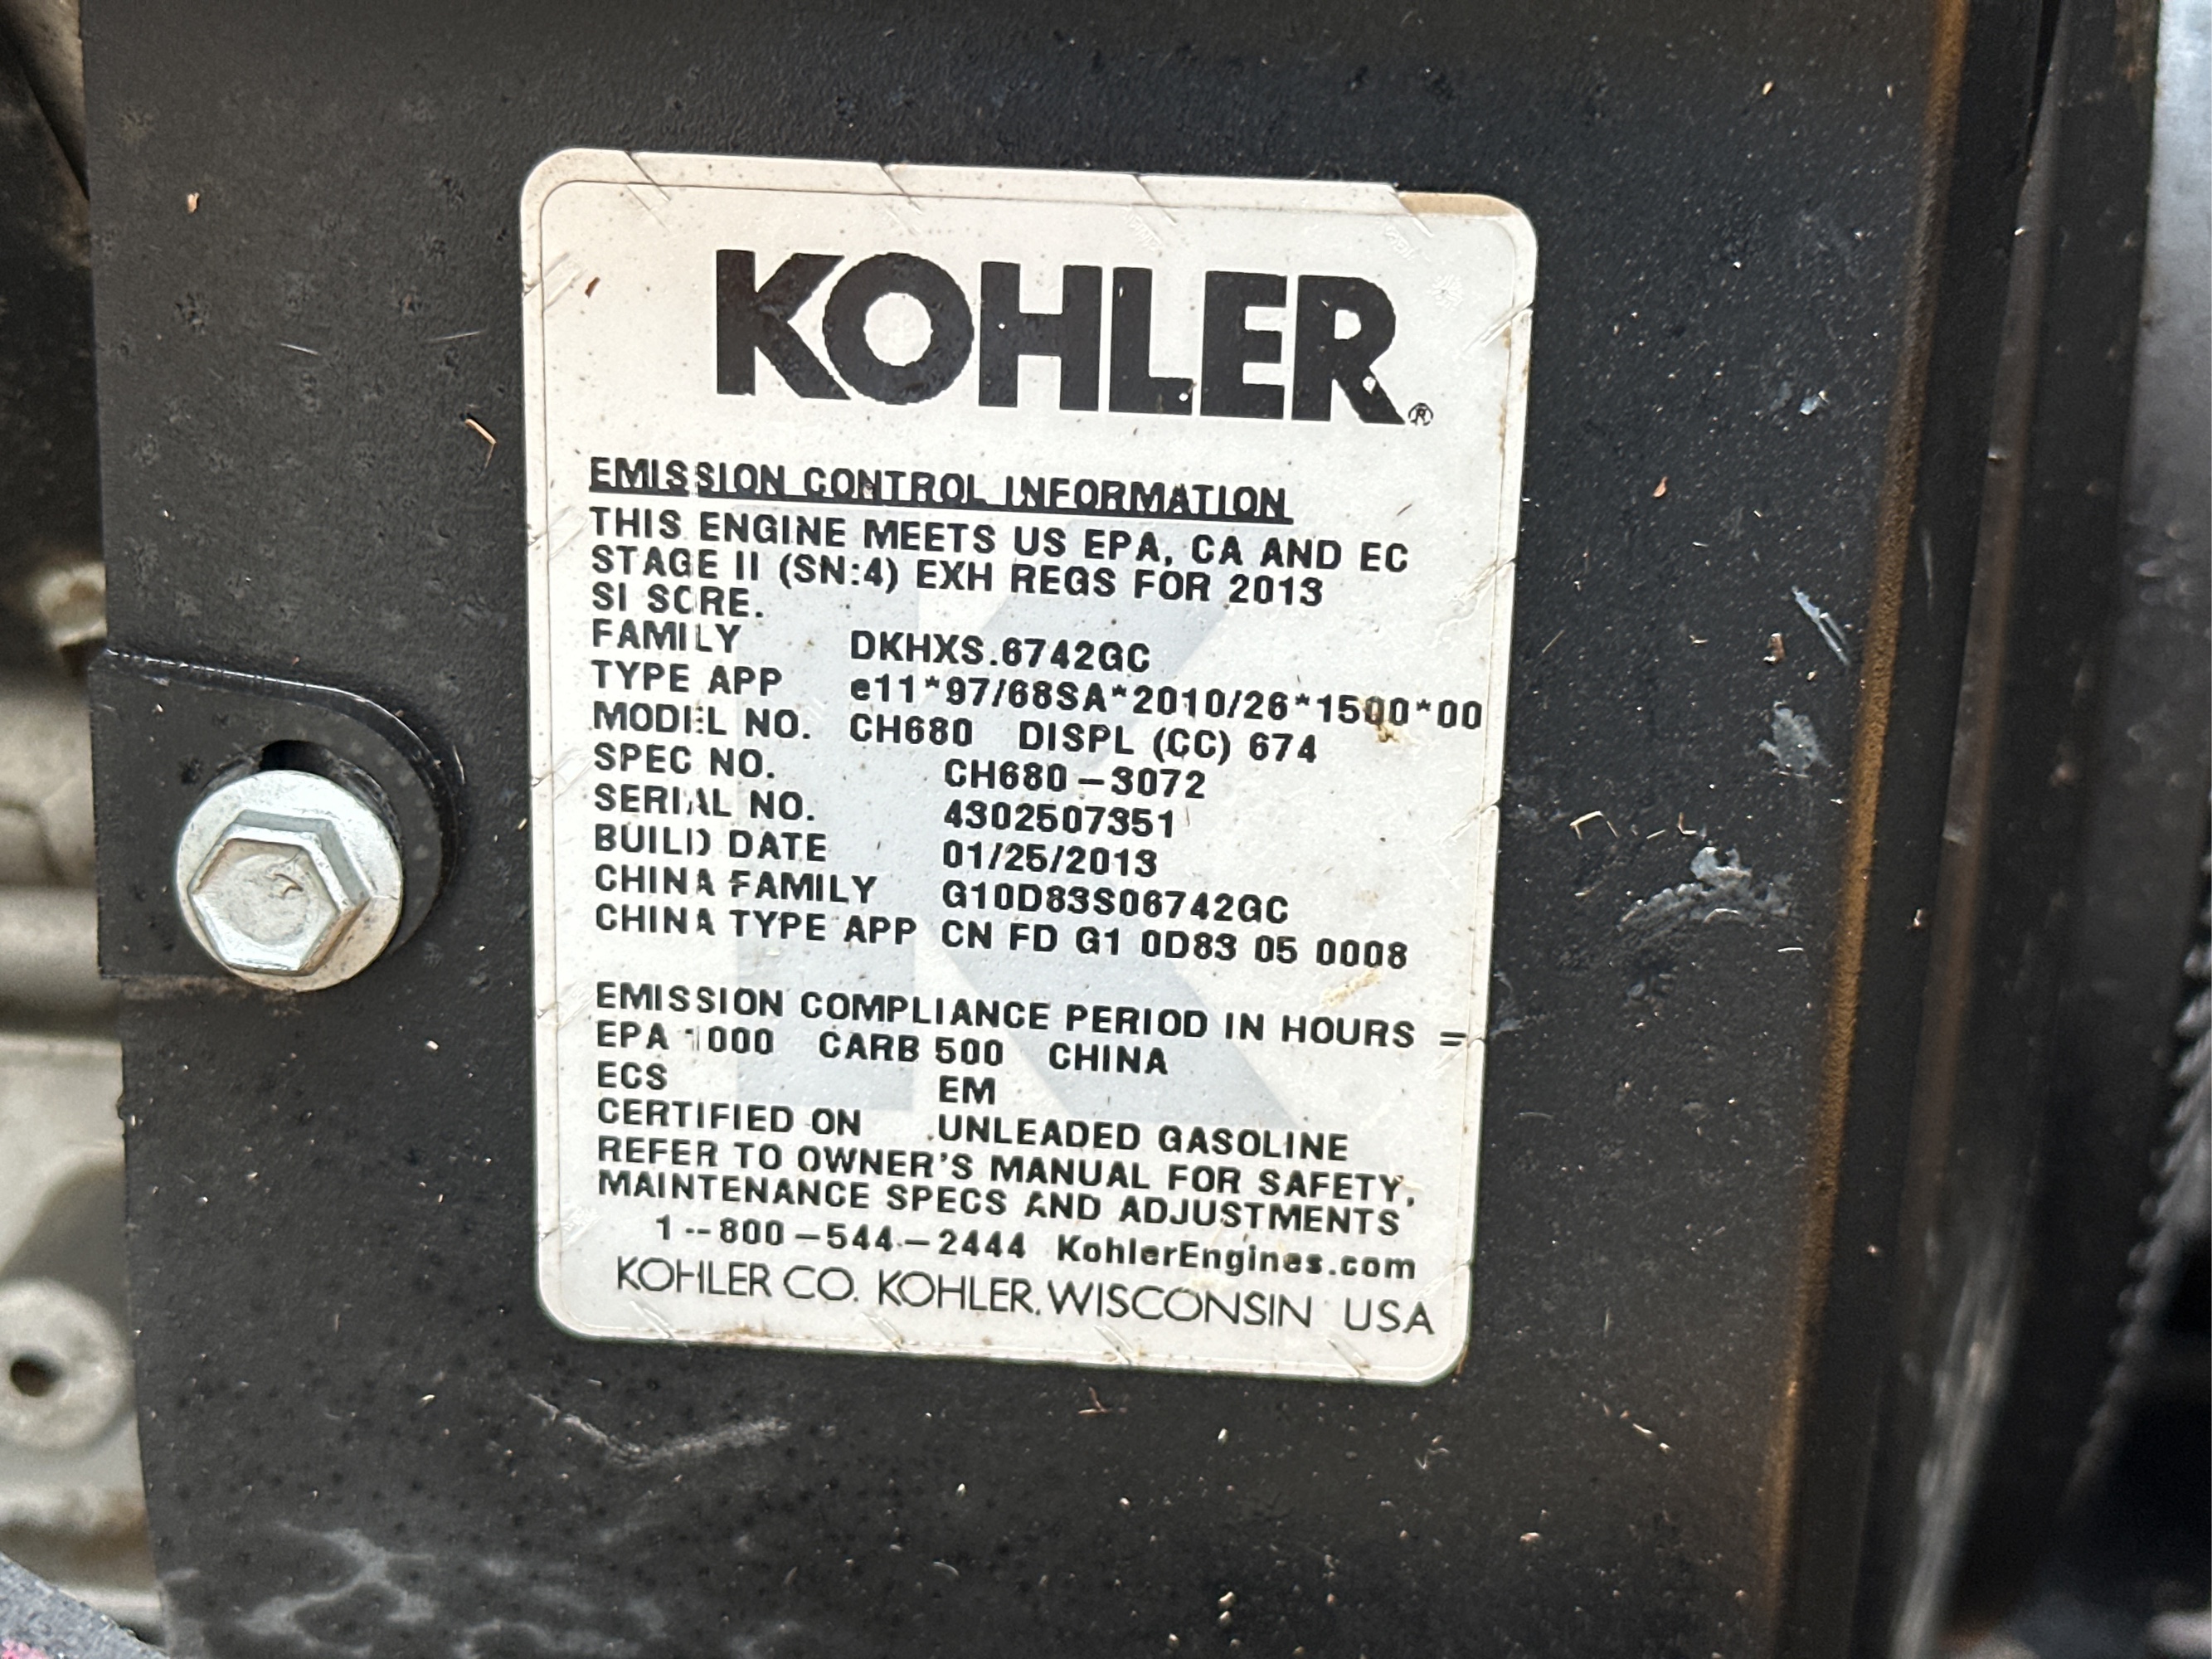 KOHLER®
EMISSION CONTROL INFORMATION
THIS ENGINE MEETS US EPA, CA AND EC
STAGE II (SN:4) EXH REGS FOR 2013
SI SORE.
FAMILY DKHXS.6742GC
TYPE APP e11*97/68SA*2010/26*1500*00
MODEL NO. CH680 DISPL (CC) 674
SPEC NO. CH680-3072
SERIAL NO. 4302507351
BUILD DATE 01/25/2013
CHINA FAMILY G10D83S06742GC
CHINA TYPE APP CN FD G1 0D83 05 0008
EMISSION COMPLIANCE PERIOD IN HOURS =
EPA 1000 CARB 500 CHINA
ECS EM
CERTIFIED ON UNLEADED GASOLINE
REFER TO OWNER'S MANUAL FOR SAFETY,
MAINTENANCE SPECS AND ADJUSTMENTS
1-800-544-2444 KohlerEngines.com
KOHLER CO. KOHLER, WISCONSIN USA